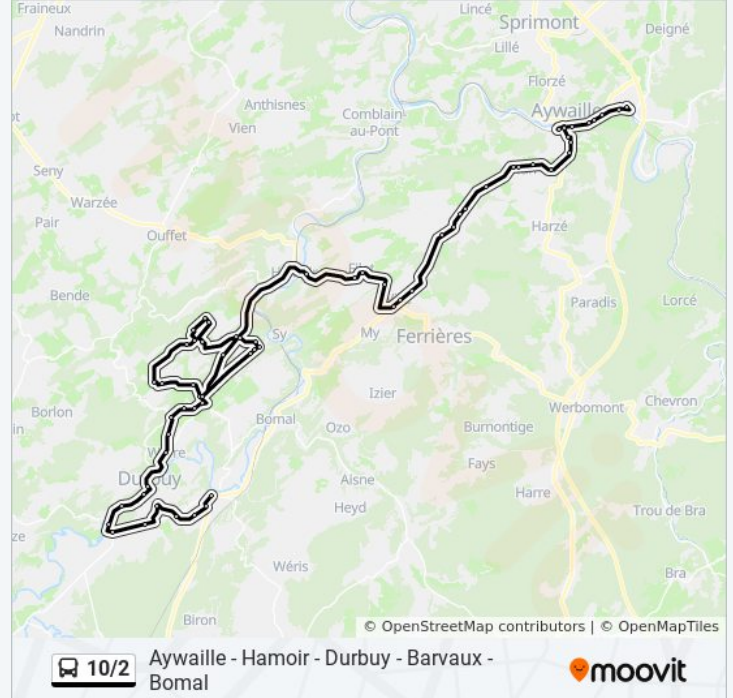 Fraineux
Lincé
Nandrin
Sprimont
Deigné
Lillé
Florzé
Anthisnes
Aywaille
Comblain-
au-Pont
Vien
Seny
Warzée
Harzé
Pair
Ouffet
Bende
Paradis
Lorcé
Sy
My
Ferrières
Izier
Chevron
Borlon
Werbomont
Bomal
Ozo
Burnontige
Fays
Aisne
Harre
Heyd
Trou de Bra
Wéris
Bra
Biron
© OpenStreetMap contributors | © OpenMapTiles
10/2
Aywaille - Hamoir - Durbuy - Barvaux -
Bomal
moovit